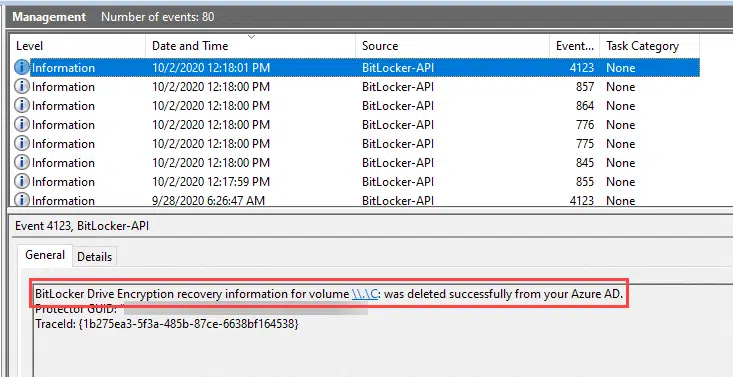 Management Number of events: 80
Level Date and Time Source Event... Task Category
Information 10/2/2020 12:18:01 PM BitLocker-API 4123 None
Information 10/2/2020 12:18:00 PM BitLocker-API 857 None
Information 10/2/2020 12:18:00 PM BitLocker-API 864 None
Information 10/2/2020 12:18:00 PM BitLocker-API 776 None
Information 10/2/2020 12:18:00 PM BitLocker-API 775 None
Information 10/2/2020 12:18:00 PM BitLocker-API 845 None
Information 10/2/2020 12:17:59 PM BitLocker-API 855 None
Information 9/28/2020 6:26:47 AM BitLocker-API 4123 None
Event 4123, BitLocker-API
General Details
BitLocker Drive Encryption recovery information for volume \\.\C: was deleted successfully from your Azure AD.
Protector GUID:
TraceId: {1b275ea3-5f3a-485b-87ce-6638bf164538}